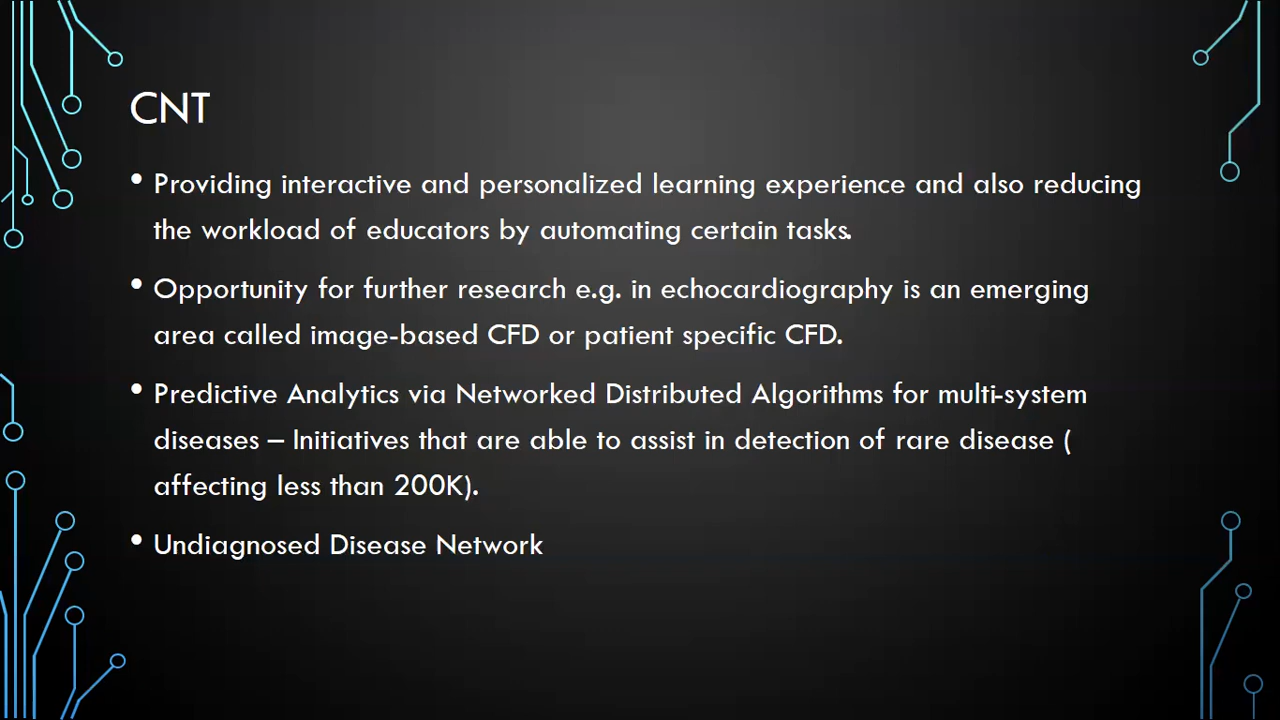 CNT
• Providing interactive and personalized learning experience and also reducing
the workload of educators by automating certain tasks.
• Opportunity for further research e.g. in echocardiography is an emerging
area called image-based CFD or patient specific CFD.
• Predictive Analytics via Networked Distributed Algorithms for multi-system
diseases – Initiatives that are able to assist in detection of rare disease (
affecting less than 200K).
• Undiagnosed Disease Network